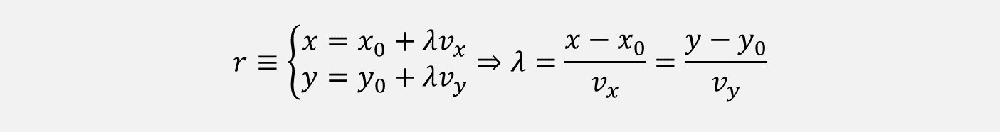 r ≡ { x = x₀ + λvₓ
y = y₀ + λv_y ⇒ λ = (x − x₀)/vₓ = (y − y₀)/v_y